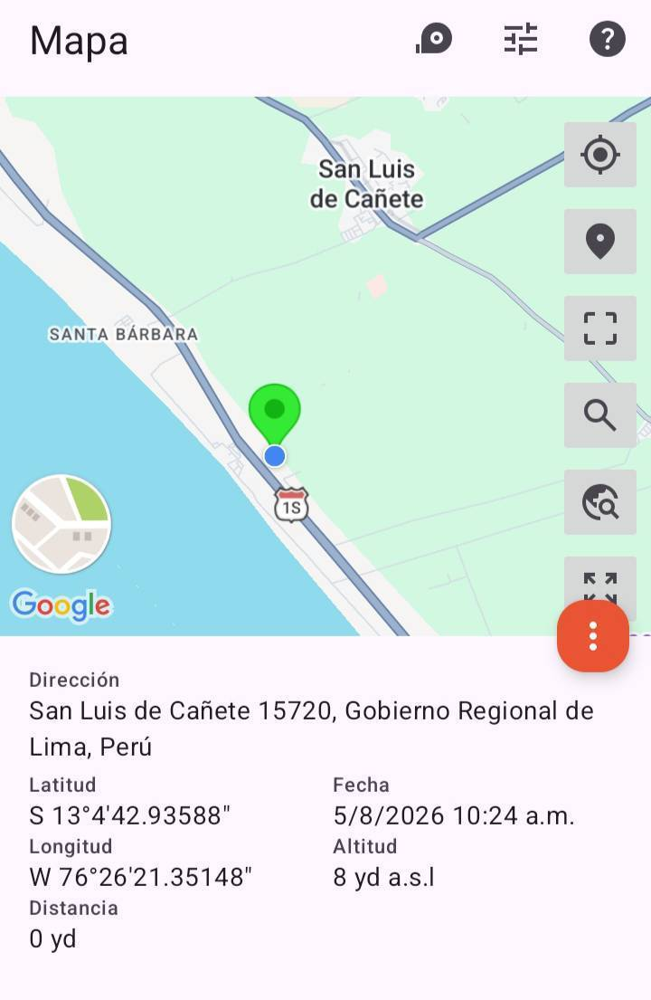 Mapa
San Luis
de Cañete
SANTA BÁRBARA
1S
Google
Dirección
San Luis de Cañete 15720, Gobierno Regional de
Lima, Perú
Latitud
S 13°4'42.93588"
Fecha
5/8/2026 10:24 a.m.
Longitud
W 76°26'21.35148"
Altitud
8 yd a.s.l
Distancia
0 yd